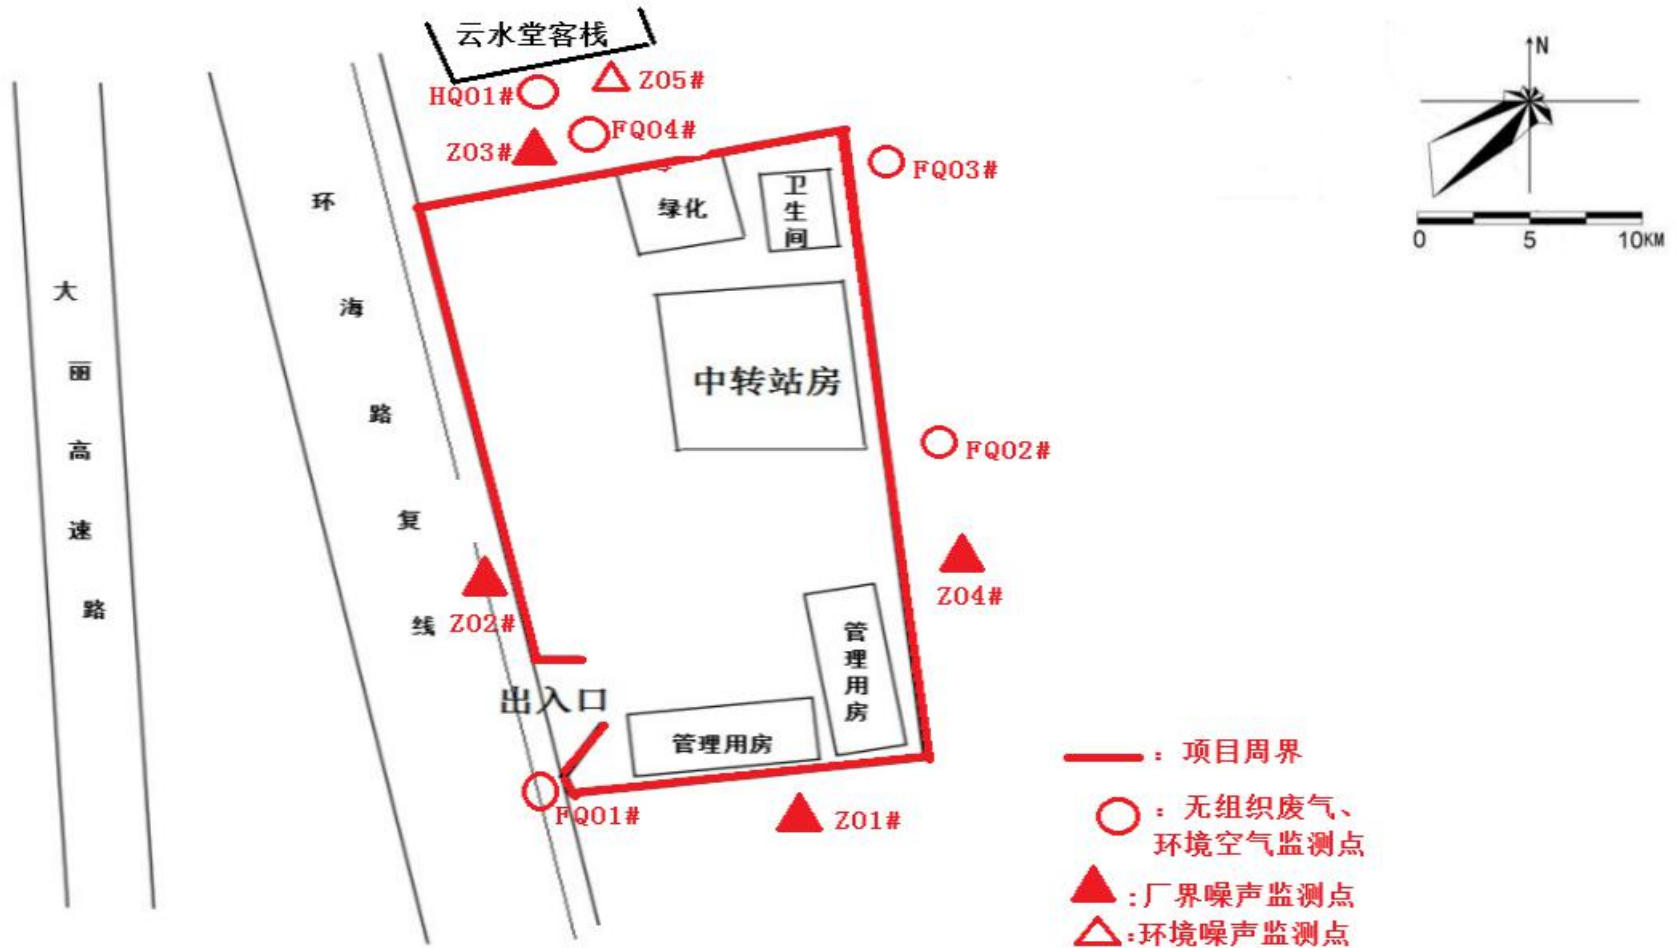 云水堂客栈
HQ01#
Z05#
Z03#
FQ04#
FQ03#
绿化
卫生间
中转站房
FQ02#
Z04#
Z02#
出入口
管理用房
管理用房
FQ01#
Z01#
大丽高速路
环海路复线
N
0 5 10KM
：项目周界
：无组织废气、
环境空气监测点
:厂界噪声监测点
:环境噪声监测点